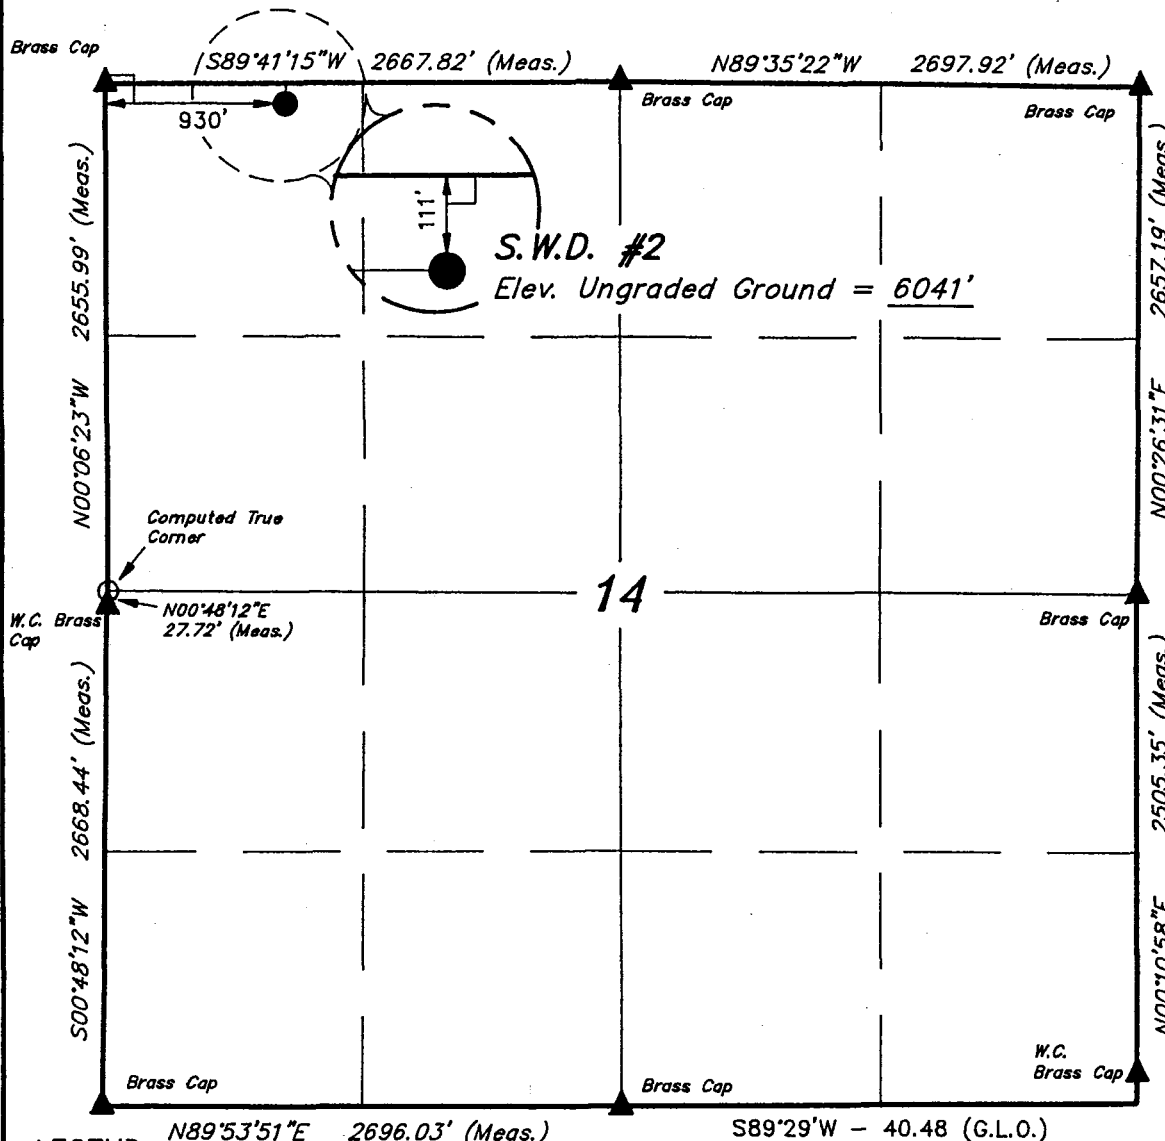 Brass Cap
S89°41'15"W 2667.82' (Meas.)
N89°35'22"W 2697.92' (Meas.)
Brass Cap
Brass Cap
930'
111'
S.W.D. #2
Elev. Ungraded Ground = 6041'
N00°06'23"W 2655.99' (Meas.)
N00°26'31"E 2657.19' (Meas.)
Computed True
Corner
14
N00°48'12"E
27.72' (Meas.)
W.C. Brass
Cap
Brass Cap
S00°48'12"W 2668.44' (Meas.)
N00°10'58"E 2505.35' (Meas.)
W.C.
Brass Cap
Brass Cap
Brass Cap
N89°53'51"E 2696.03' (Meas.)
S89°29'W – 40.48 (G.L.O.)